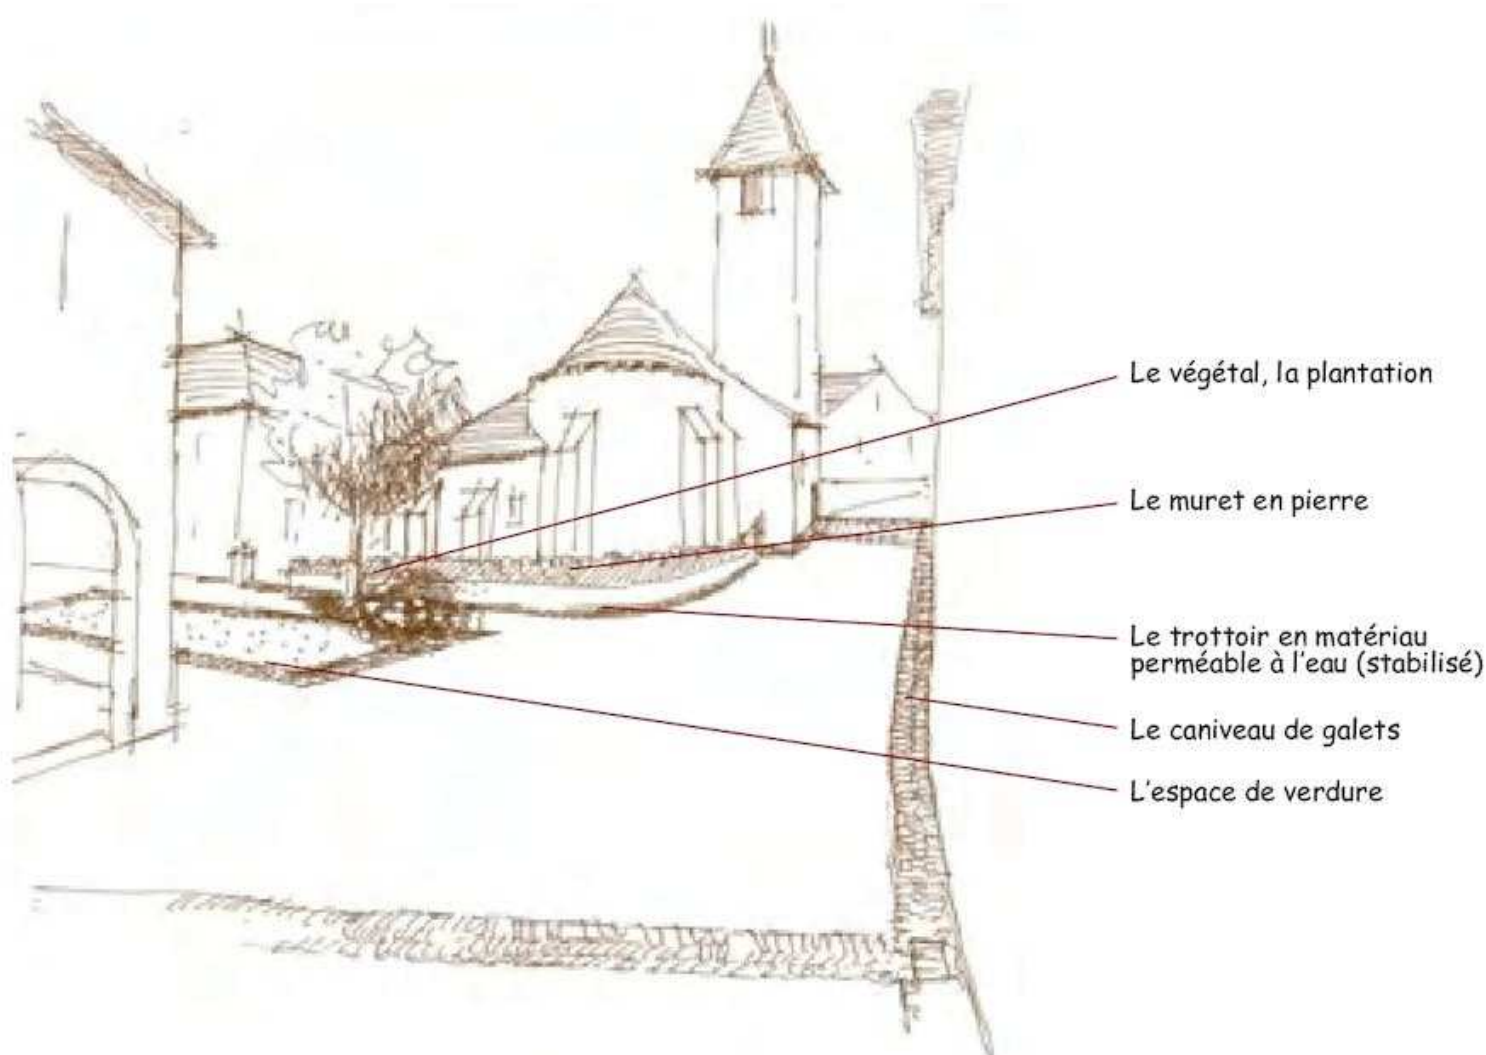 Le végétal, la plantation
Le muret en pierre
Le trottoir en matériau
perméable à l'eau (stabilisé)
Le caniveau de galets
L'espace de verdure